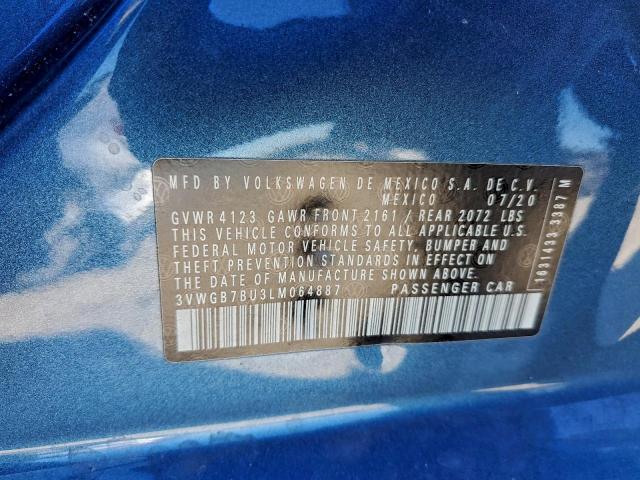 MFD BY VOLKSWAGEN DE MEXICO S.A. DE C.V.
MEXICO 07/20
GVWR 4123 GAWR FRONT 2161 / REAR 2072 LBS
THIS VEHICLE CONFORMS TO ALL APPLICABLE U.S.
FEDERAL MOTOR VEHICLE SAFETY, BUMPER AND
THEFT PREVENTION STANDARDS IN EFFECT ON
THE DATE OF MANUFACTURE SHOWN ABOVE.
3VWGB7BU3LM064887 PASSENGER CAR
1631433 3387 M